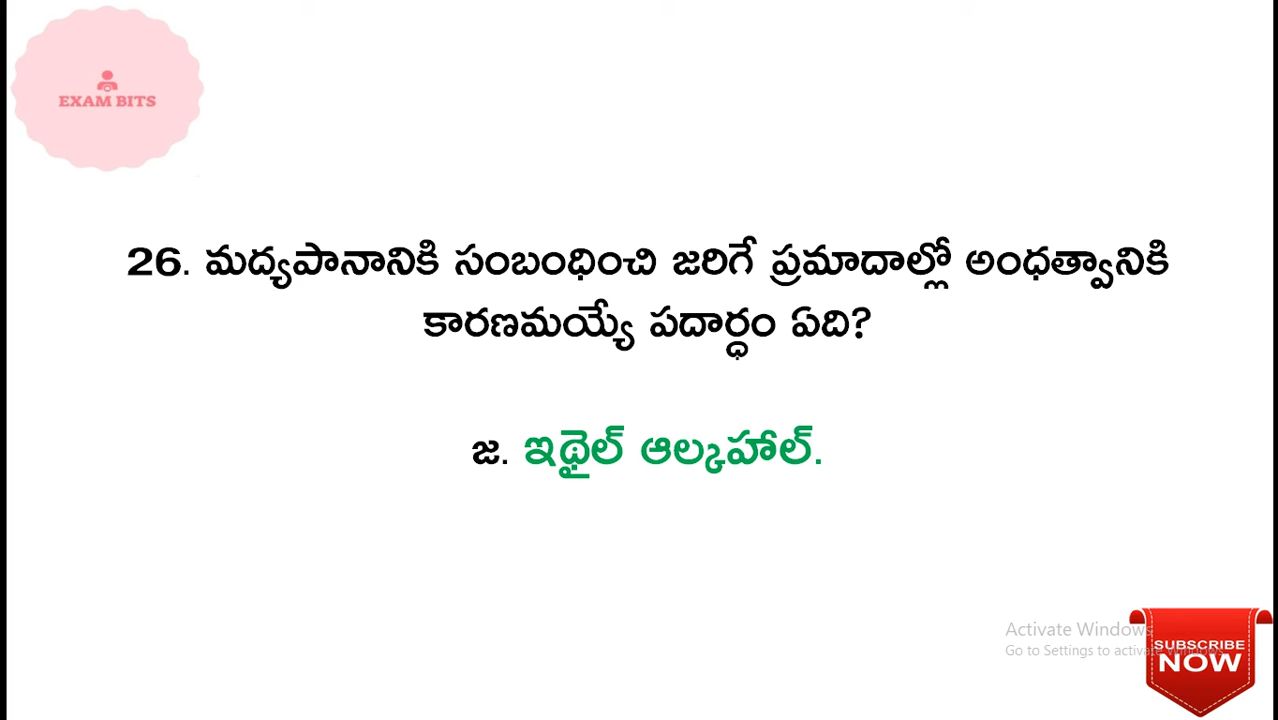 EXAM BITS
26. మద్యపానానికి సంబంధించి జరిగే ప్రమాదాల్లో అంధత్వానికి
కారణమయ్యే పదార్ధం ఏది?
జ. ఇథైల్ ఆల్కహాల్.
Activate Windows
Go to Settings to activate Windows.
SUBSCRIBE
NOW